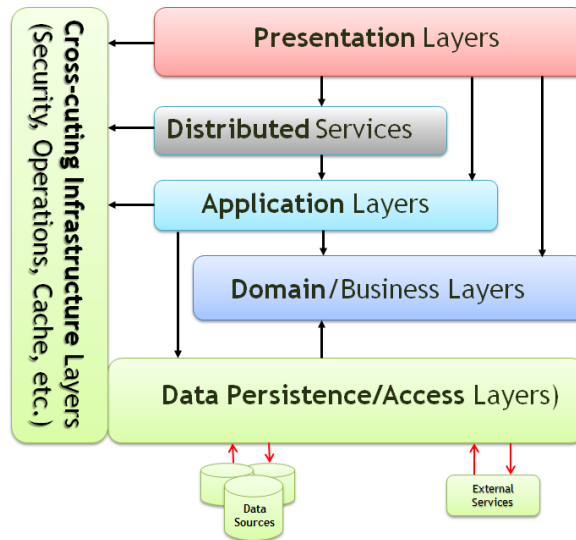 Cross-cuting Infrastructure Layers
(Security, Operations, Cache, etc.)
Presentation Layers
Distributed Services
Application Layers
Domain/Business Layers
Data Persistence/Access Layers)
Data
Sources
External
Services